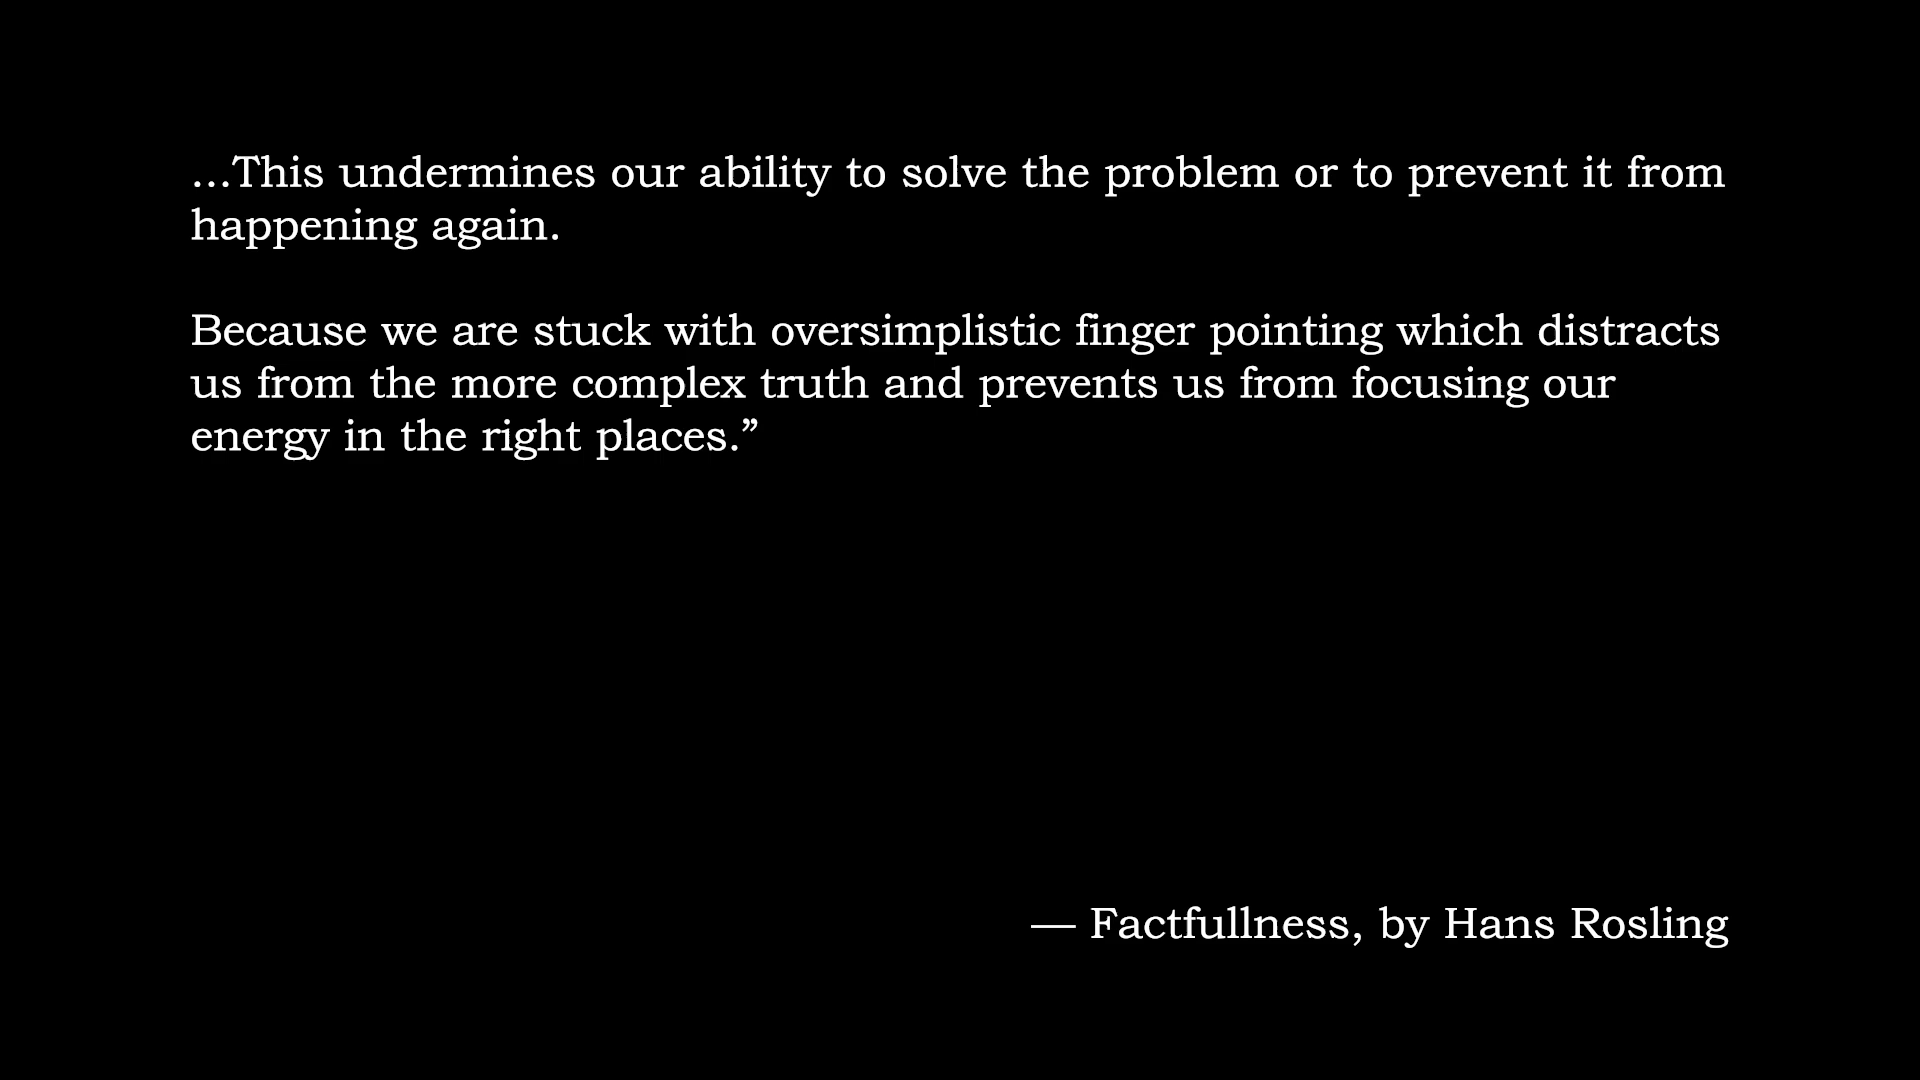 …This undermines our ability to solve the problem or to prevent it from
happening again.
Because we are stuck with oversimplistic finger pointing which distracts
us from the more complex truth and prevents us from focusing our
energy in the right places.”
— Factfullness, by Hans Rosling